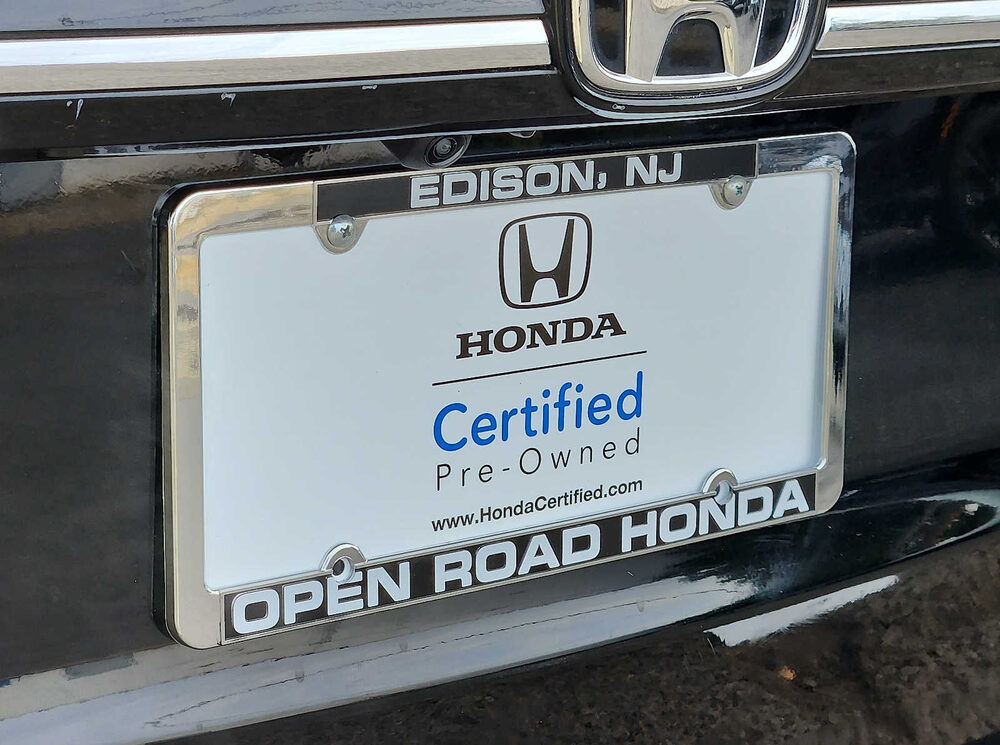 EDISON, NJ
HONDA
Certified
Pre-Owned
www.HondaCertified.com
OPEN ROAD HONDA